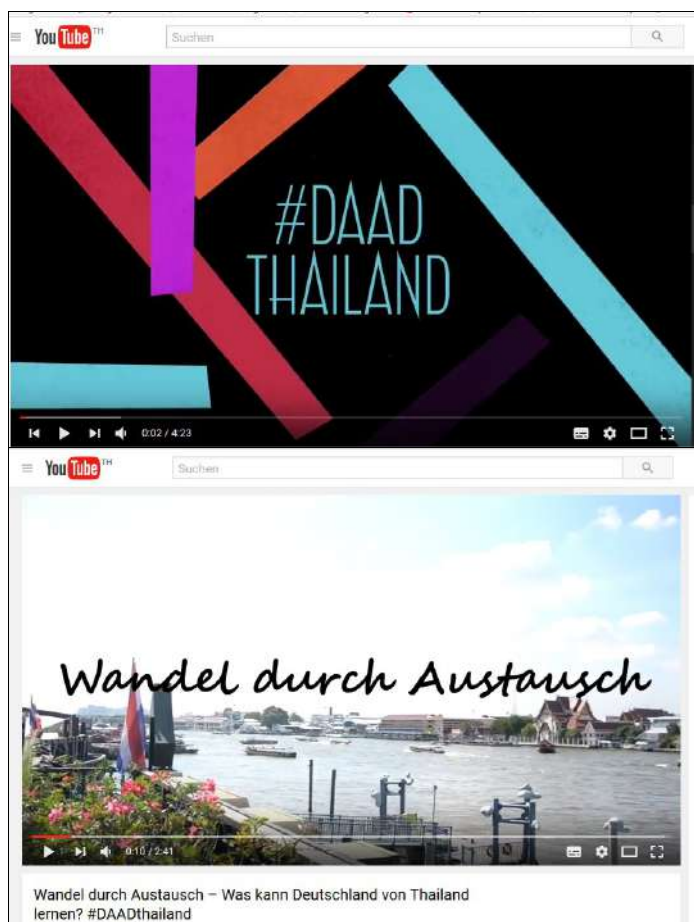 YouTube TH
Suchen
#DAAD
THAILAND
0:02 / 4:23
YouTube TH
Suchen
Wandel durch Austausch
0:10 / 2:41
Wandel durch Austausch – Was kann Deutschland von Thailand
lernen? #DAADthailand